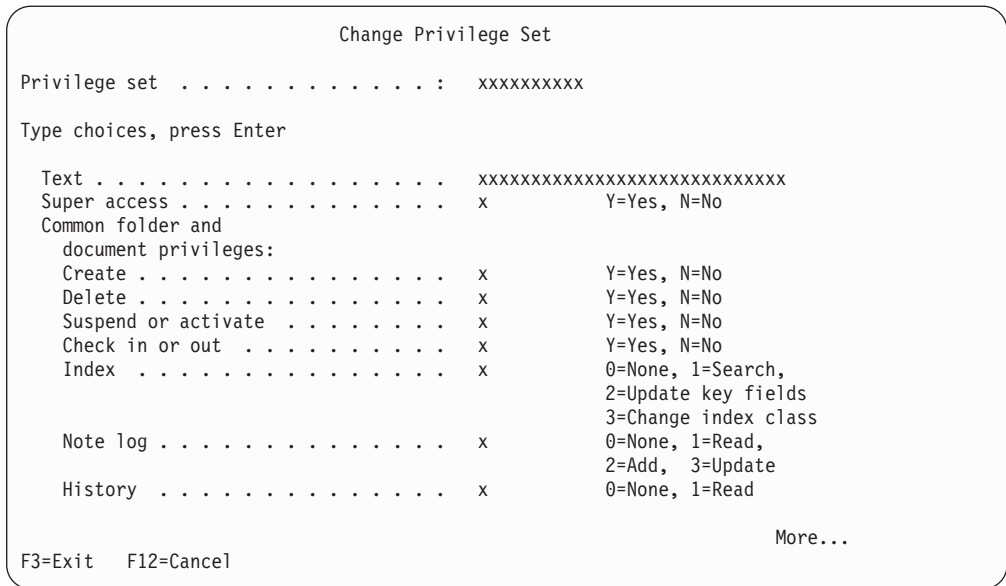 Change Privilege Set
Privilege set . . . . . . . . . . . . : xxxxxxxxxx
Type choices, press Enter
Text . . . . . . . . . . . . . . . . . xxxxxxxxxxxxxxxxxxxxxxxxxxxxx
Super access . . . . . . . . . . . . . x Y=Yes, N=No
Common folder and
document privileges:
Create . . . . . . . . . . . . . . . x Y=Yes, N=No
Delete . . . . . . . . . . . . . . . x Y=Yes, N=No
Suspend or activate . . . . . . . . x Y=Yes, N=No
Check in or out . . . . . . . . . . x Y=Yes, N=No
Index . . . . . . . . . . . . . . . x 0=None, 1=Search,
2=Update key fields
3=Change index class
Note log . . . . . . . . . . . . . . x 0=None, 1=Read,
2=Add, 3=Update
History . . . . . . . . . . . . . . x 0=None, 1=Read
More...
F3=Exit F12=Cancel